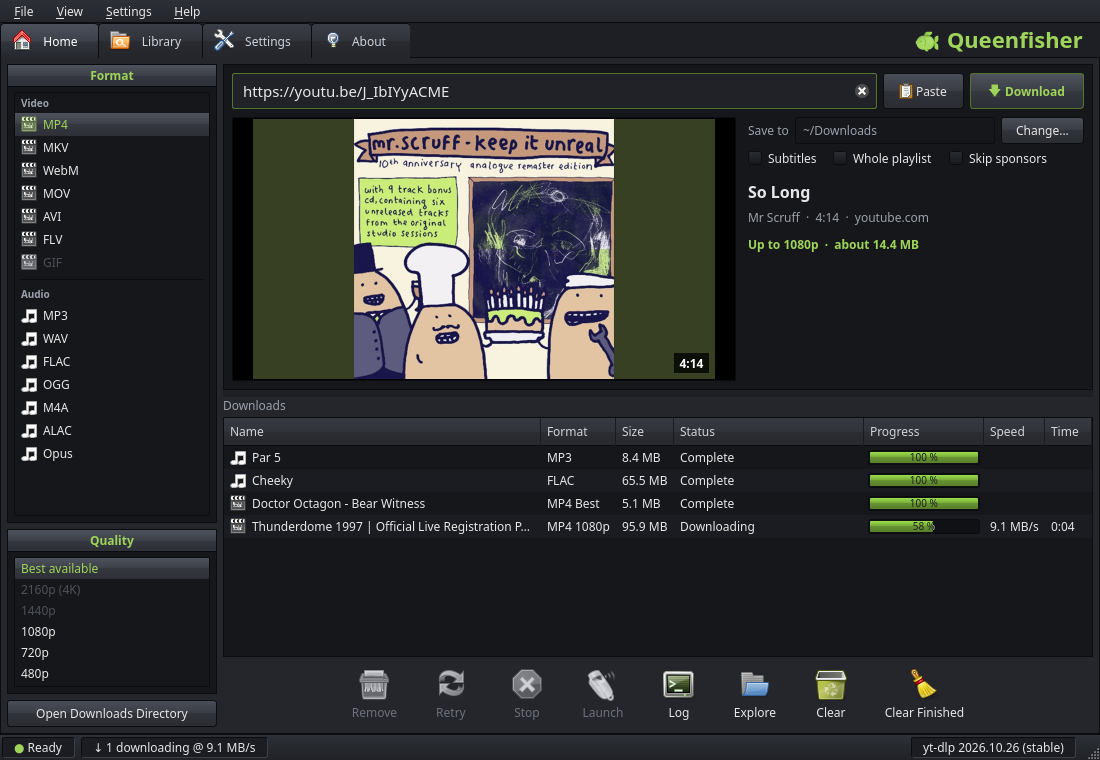 File View Settings Help
Home Library Settings About
Queenfisher
Format
Video
MP4
MKV
WebM
MOV
AVI
FLV
GIF
Audio
MP3
WAV
FLAC
OGG
M4A
ALAC
Opus
Quality
Best available
2160p (4K)
1440p
1080p
720p
480p
Open Downloads Directory
https://youtu.be/J_IbIYyACME
Paste
Download
mr.scruff - keep it unreal
10th anniversary analogue remaster edition
with 9 track bonus
cd, containing six
unreleased tracks
from the original
studio sessions
4:14
Save to ~/Downloads Change...
Subtitles Whole playlist Skip sponsors
So Long
Mr Scruff · 4:14 · youtube.com
Up to 1080p · about 14.4 MB
Downloads
Name Format Size Status Progress Speed Time
Par 5 MP3 8.4 MB Complete 100 %
Cheeky FLAC 65.5 MB Complete 100 %
Doctor Octagon - Bear Witness MP4 Best 5.1 MB Complete 100 %
Thunderdome 1997 | Official Live Registration P... MP4 1080p 95.9 MB Downloading 58 % 9.1 MB/s 0:04
Remove Retry Stop Launch Log Explore Clear Clear Finished
Ready ↓ 1 downloading @ 9.1 MB/s yt-dlp 2026.10.26 (stable)